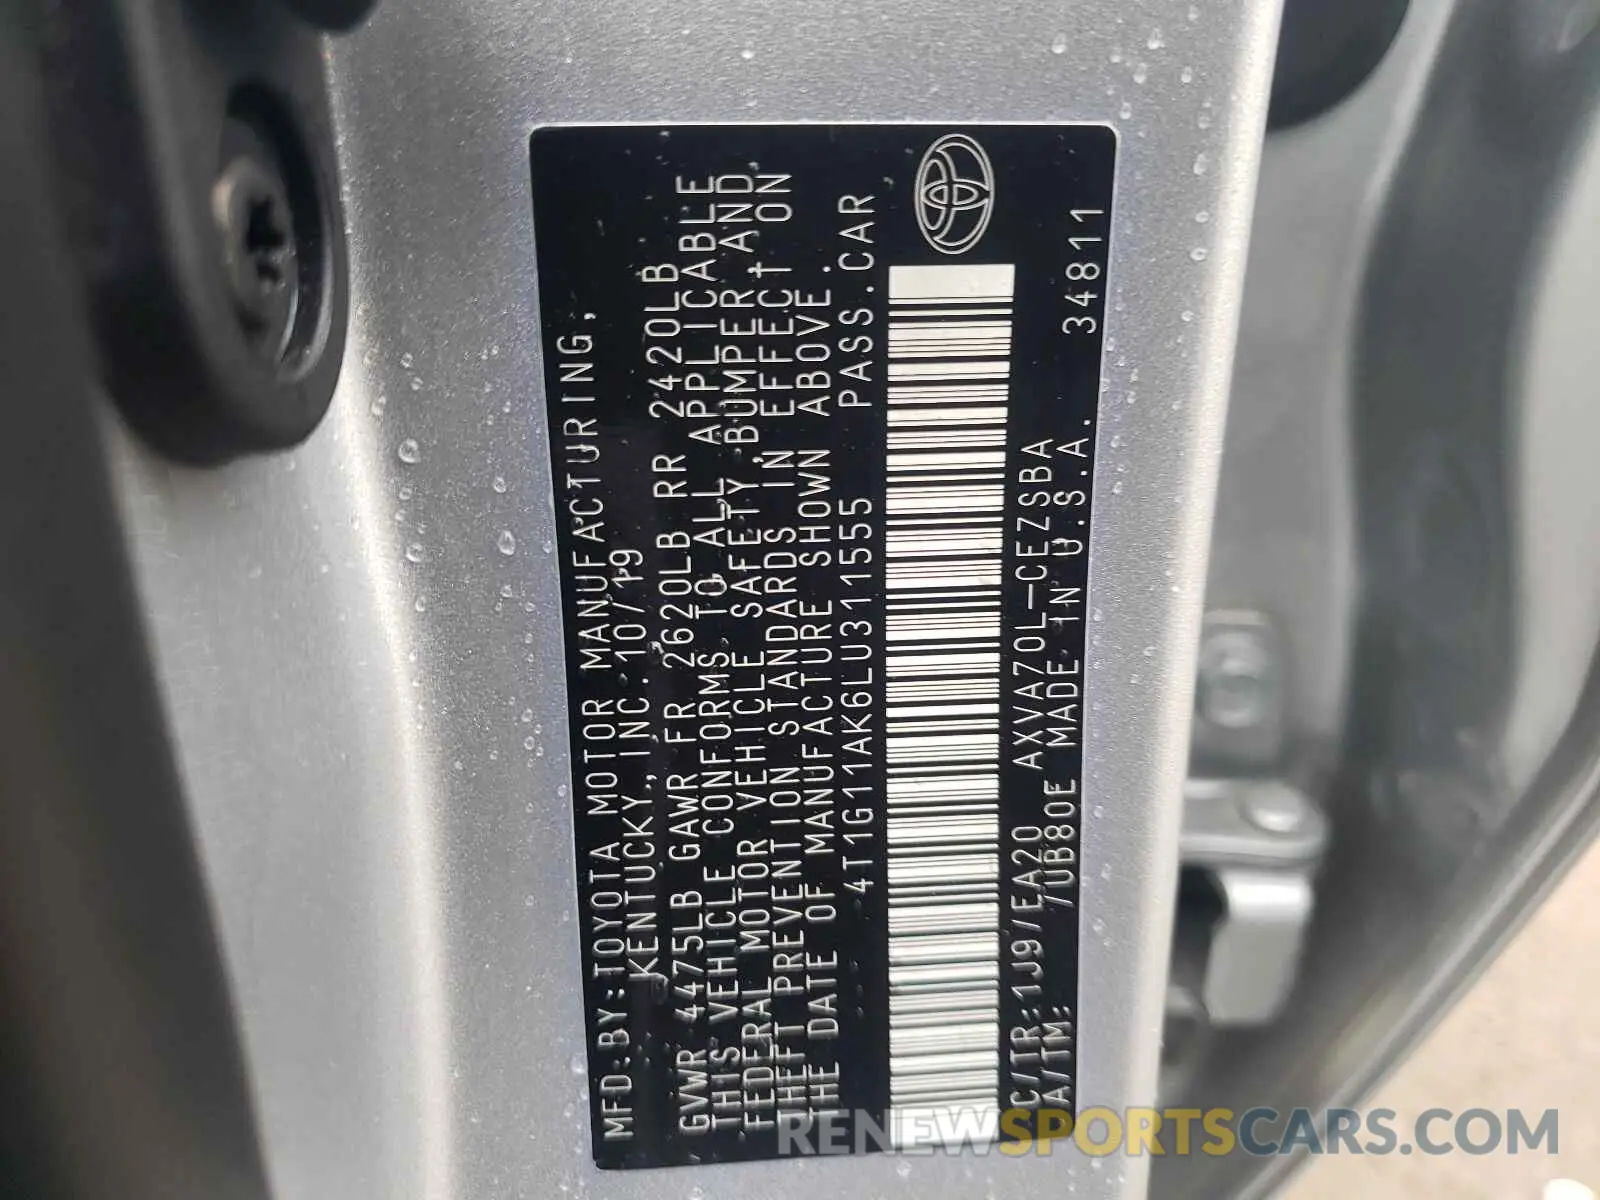 MFD.BY:TOYOTA MOTOR MANUFACTURING,
KENTUCKY, INC. 10/19
GVWR 4475LB GAWR FR 2620LB RR 2420LB
THIS VEHICLE CONFORMS TO ALL APPLICABLE
FEDERAL MOTOR VEHICLE SAFETY, BUMPER, AND
THEFT PREVENTION STANDARDS IN EFFECT ON
THE DATE OF MANUFACTURE SHOWN ABOVE.
4T1G11AK6LU311555 PASS.CAR
C/TR:1J9/EA20 AXVA70L-CEZSBA
A/TM: /UB80E MADE IN U.S.A. 34811
RENEWSPORTSCARS.COM